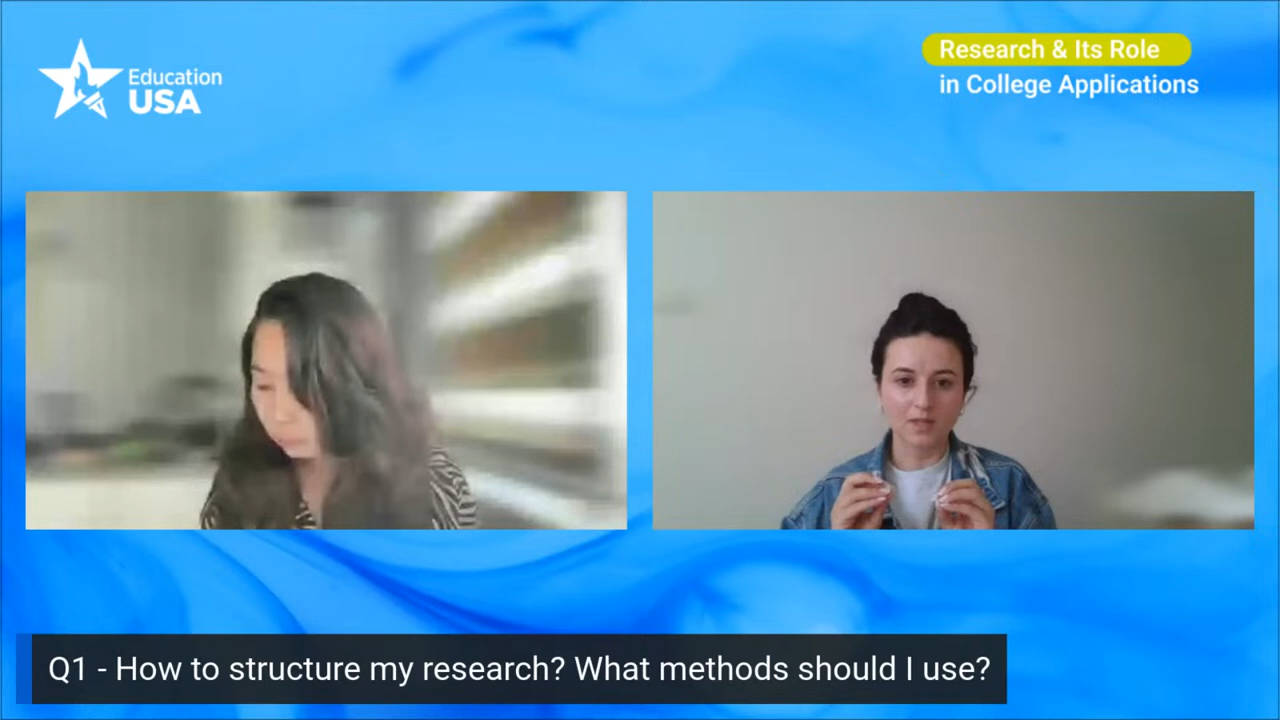 Education
USA
Research & Its Role
in College Applications
Q1 - How to structure my research? What methods should I use?